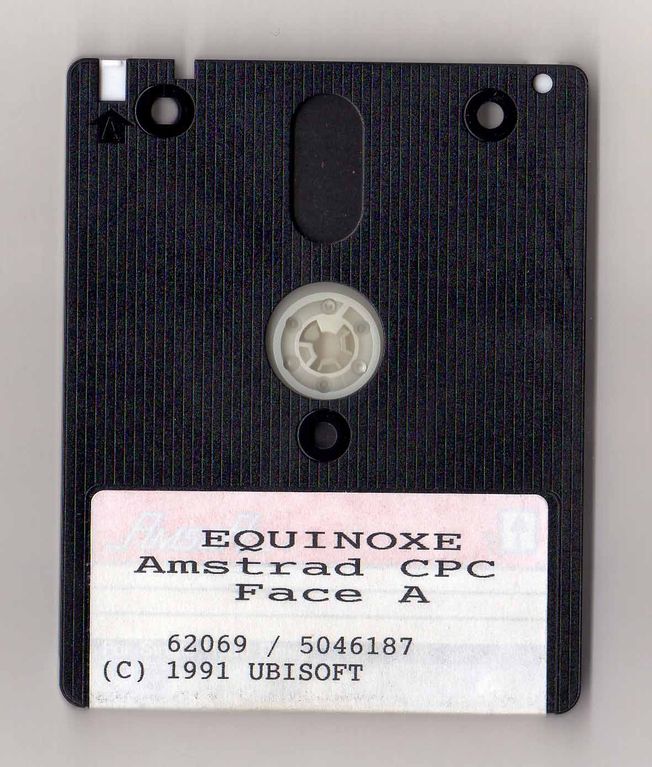 A
EQUINOXE
Amstrad CPC
Face A
62069 / 5046187
(C) 1991 UBISOFT